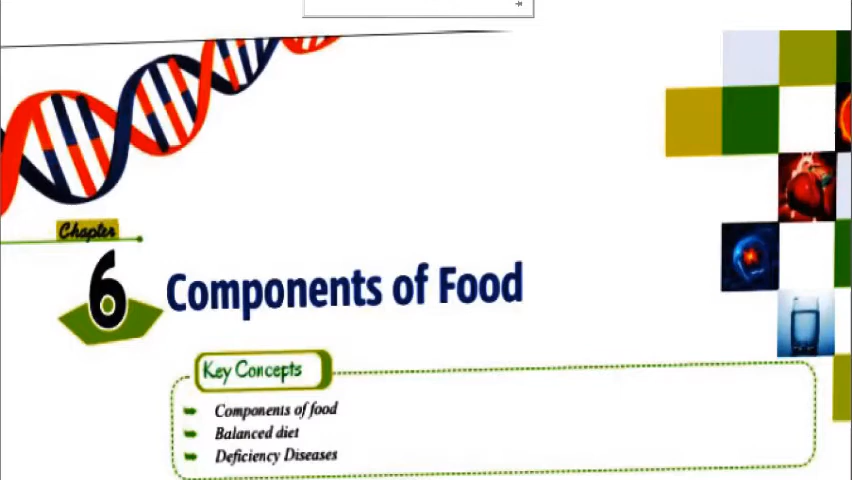 Chapter
6
Components of Food
Key Concepts
Components of food
Balanced diet
Deficiency Diseases